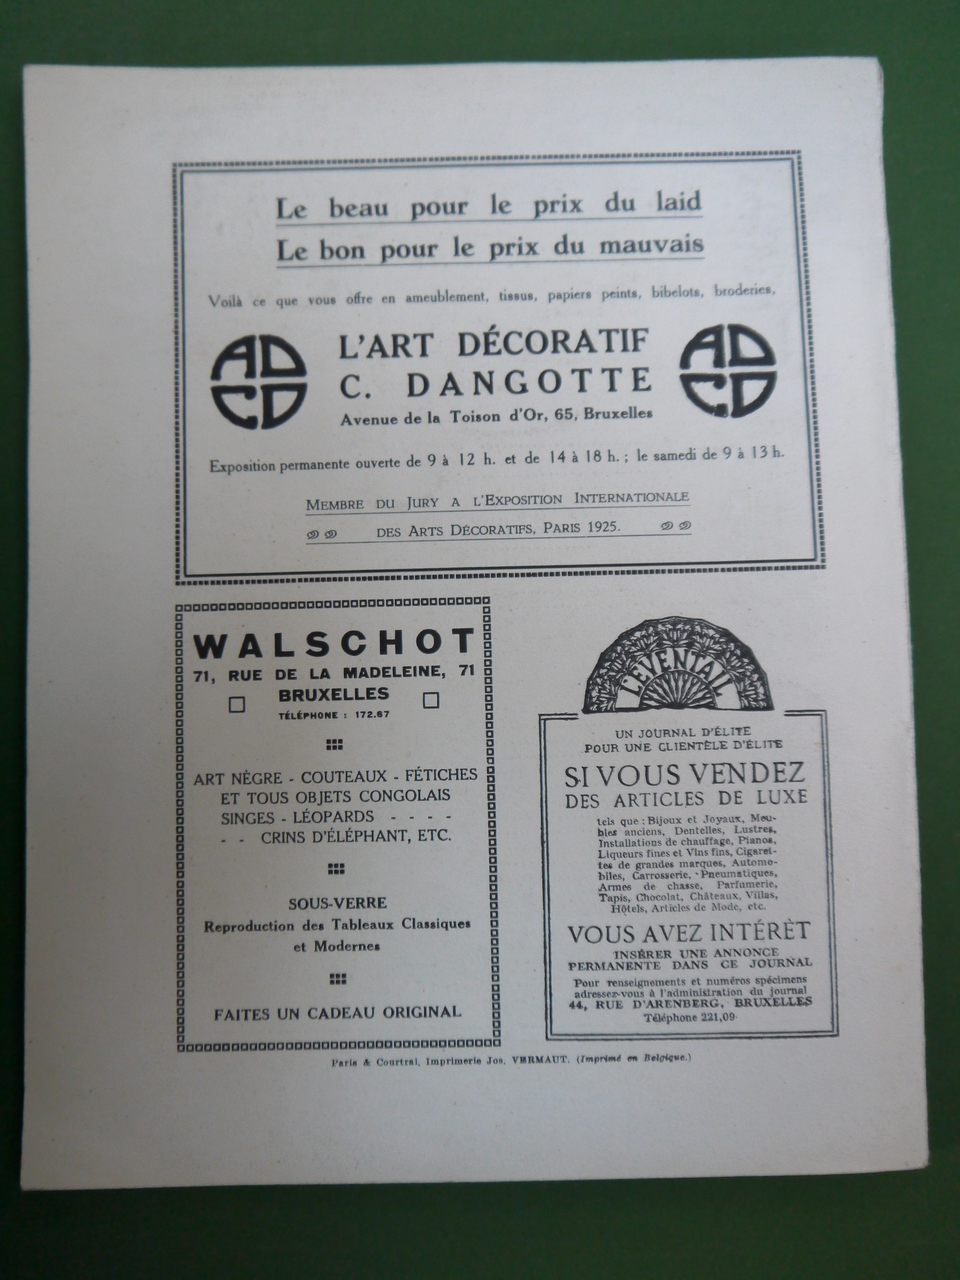 Le beau pour le prix du laid
Le bon pour le prix du mauvais
Voilà ce que vous offre en ameublement, tissus, papiers peints, bibelots, broderies,
AD
CD
L'ART DÉCORATIF
C. DANGOTTE
Avenue de la Toison d'Or, 65, Bruxelles
AD
CD
Exposition permanente ouverte de 9 à 12 h. et de 14 à 18 h. ; le samedi de 9 à 13 h.
MEMBRE DU JURY A L'EXPOSITION INTERNATIONALE
DES ARTS DÉCORATIFS, PARIS 1925.
WALSCHOT
71, RUE DE LA MADELEINE, 71
BRUXELLES
TÉLÉPHONE : 172.67
ART NÈGRE - COUTEAUX - FÉTICHES
ET TOUS OBJETS CONGOLAIS
SINGES - LÉOPARDS - - - -
- - CRINS D'ÉLÉPHANT, ETC.
SOUS-VERRE
Reproduction des Tableaux Classiques
et Modernes
FAITES UN CADEAU ORIGINAL
L'EVENTAIL
UN JOURNAL D'ÉLITE
POUR UNE CLIENTÈLE D'ÉLITE
SI VOUS VENDEZ
DES ARTICLES DE LUXE
tels que : Bijoux et Joyaux, Meu-
bles anciens, Dentelles, Lustres,
Installations de chauffage, Pianos,
Liqueurs fines et Vins fins, Cigaret-
tes de grandes marques, Automo-
biles, Carrosserie, Pneumatiques,
Armes de chasse, Parfumerie,
Tapis, Chocolat, Châteaux, Villas,
Hôtels, Articles de Mode, etc.
VOUS AVEZ INTÉRÊT
INSÉRER UNE ANNONCE
PERMANENTE DANS CE JOURNAL
Pour renseignements et numéros spécimens
adressez-vous à l'administration du journal
44, RUE D'ARENBERG, BRUXELLES
Téléphone 221,09
Paris & Courtrai, Imprimerie Jos. VERMAUT. (Imprimé en Belgique.)